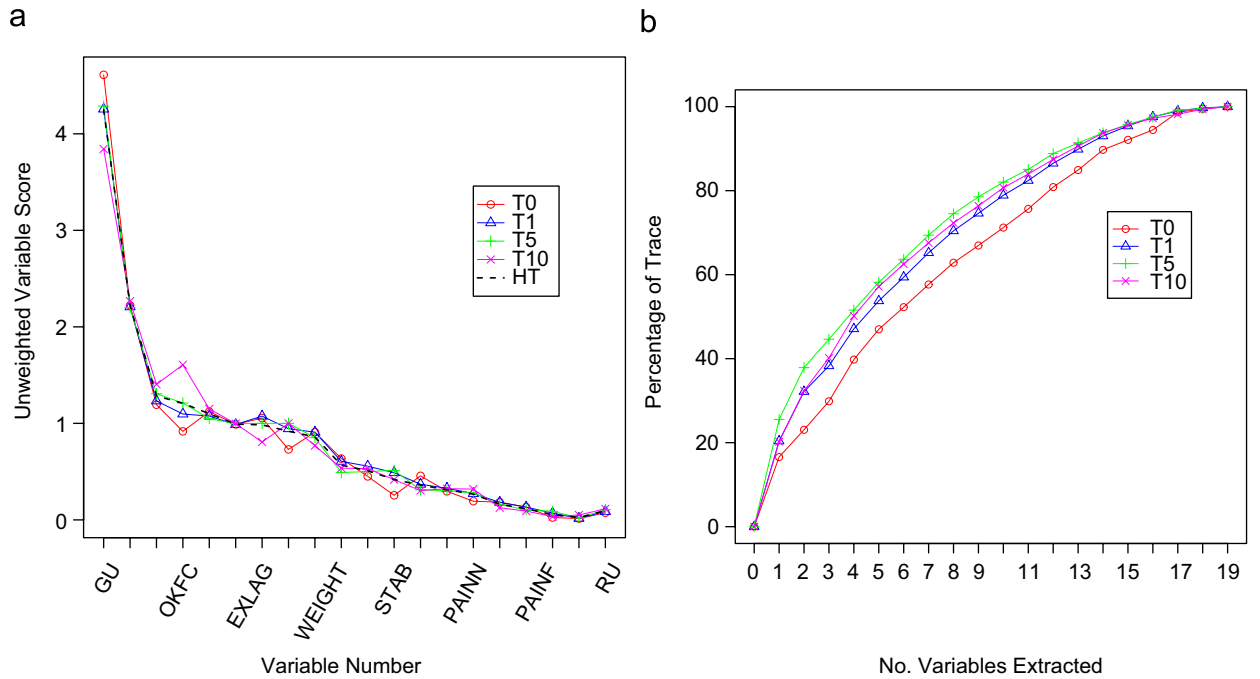 a
Unweighted Variable Score
4
3
2
1
0
T0
T1
T5
T10
HT
GU
OKFC
EXLAG
WEIGHT
STAB
PAINN
PAINF
RU
Variable Number
b
Percentage of Trace
100
80
60
40
20
0
T0
T1
T5
T10
0 1 2 3 4 5 6 7 8 9 11 13 15 17 19
No. Variables Extracted